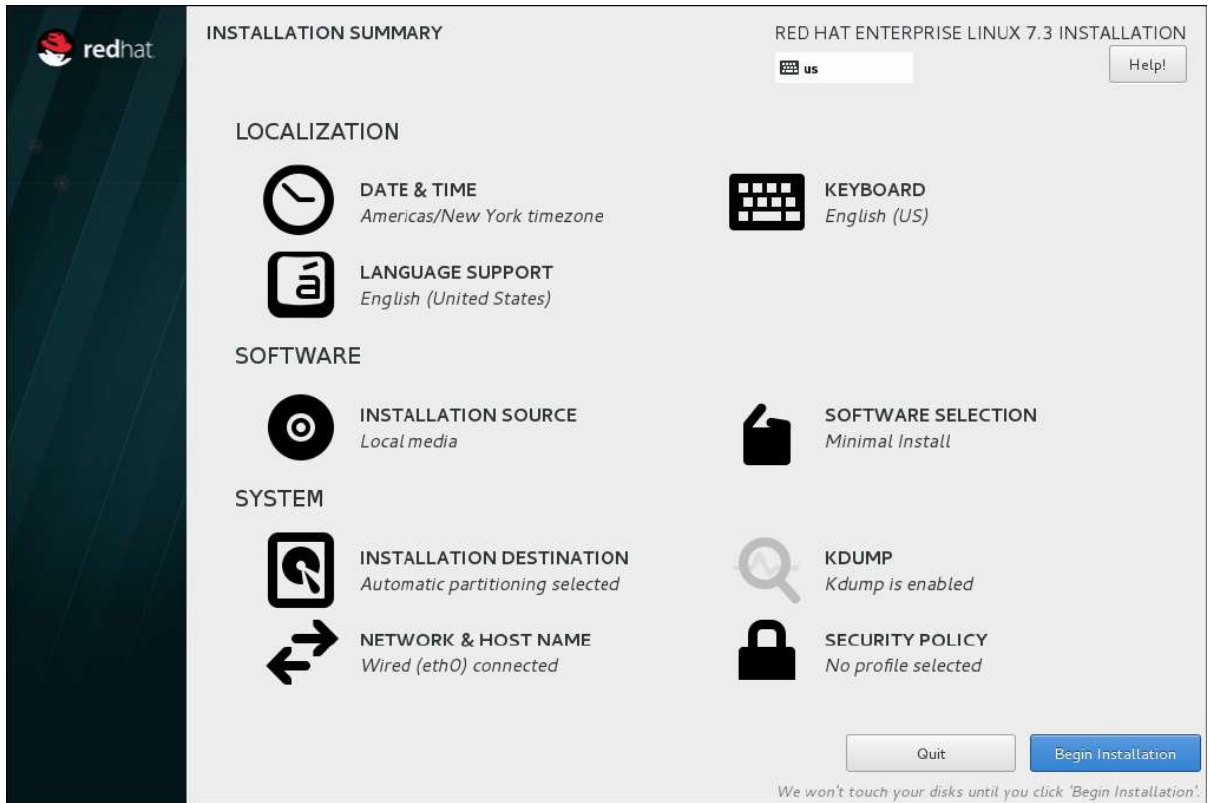 redhat
INSTALLATION SUMMARY
RED HAT ENTERPRISE LINUX 7.3 INSTALLATION
us
Help!
LOCALIZATION
DATE & TIME
Americas/New York timezone
KEYBOARD
English (US)
á
LANGUAGE SUPPORT
English (United States)
SOFTWARE
INSTALLATION SOURCE
Local media
SOFTWARE SELECTION
Minimal Install
SYSTEM
INSTALLATION DESTINATION
Automatic partitioning selected
KDUMP
Kdump is enabled
NETWORK & HOST NAME
Wired (eth0) connected
SECURITY POLICY
No profile selected
Quit
Begin Installation
We won't touch your disks until you click 'Begin Installation'.